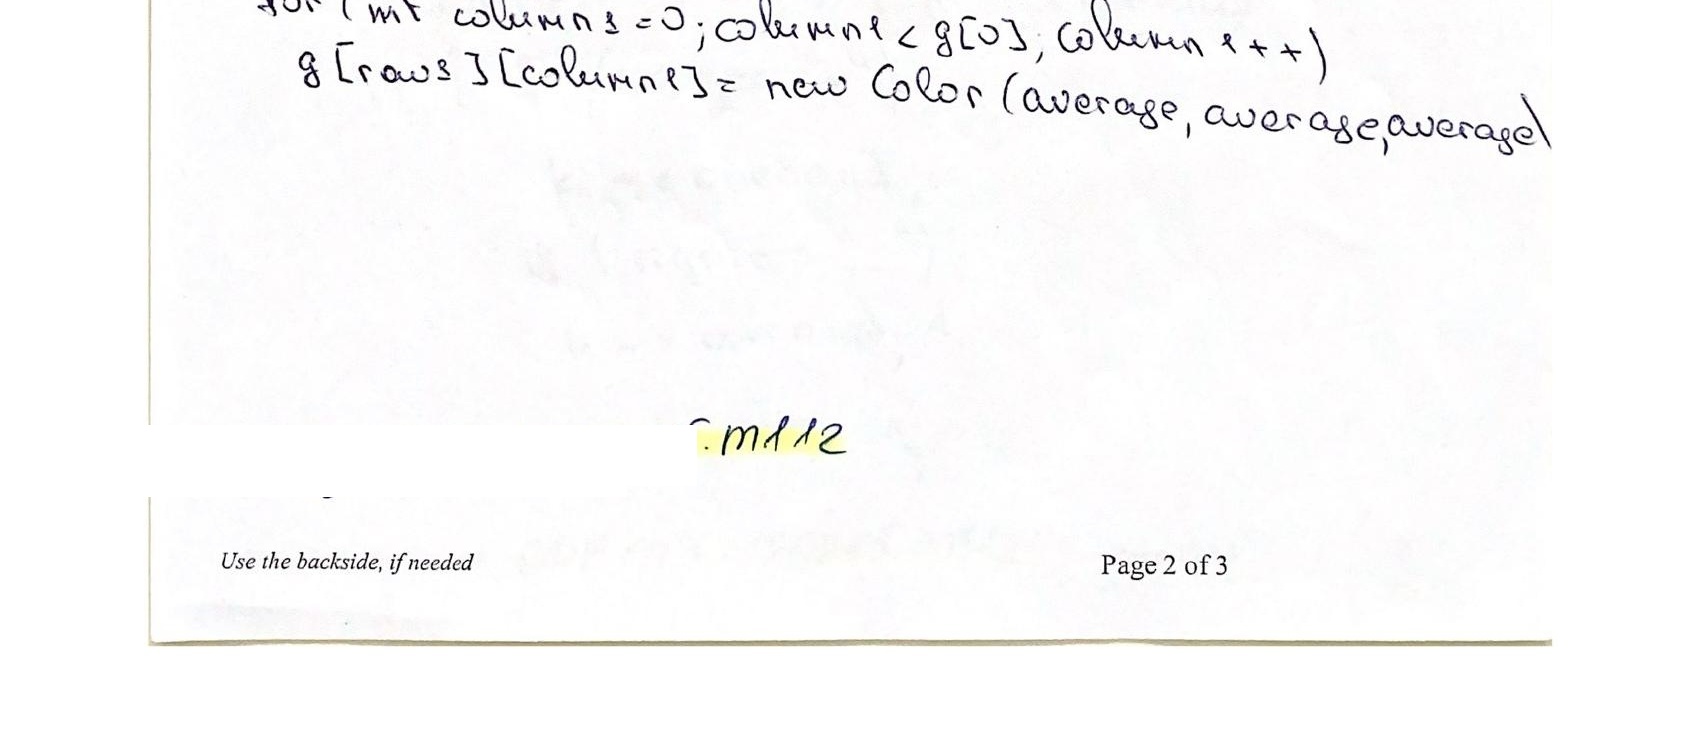 for (int columns =0; columns < g[0]; columns ++)
g [rows][columns] = new Color (average, average, average)
.m112
Use the backside, if needed
Page 2 of 3